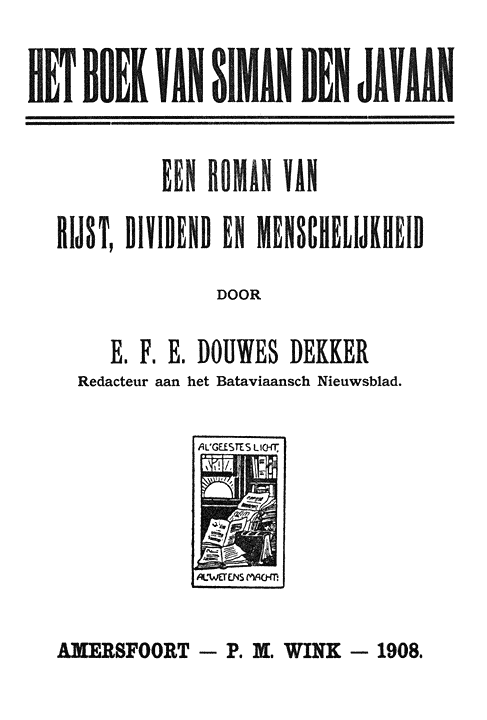 HET BOEK VAN SIMAN DEN JAVAAN
EEN ROMAN VAN
RIJST, DIVIDEND EN MENSCHELIJKHEID
DOOR
E. F. E. DOUWES DEKKER
Redacteur aan het Bataviaansch Nieuwsblad.
AL'GEESTES LICHT,
AL'WETENS MACHT!
AMERSFOORT — P. M. WINK — 1908.